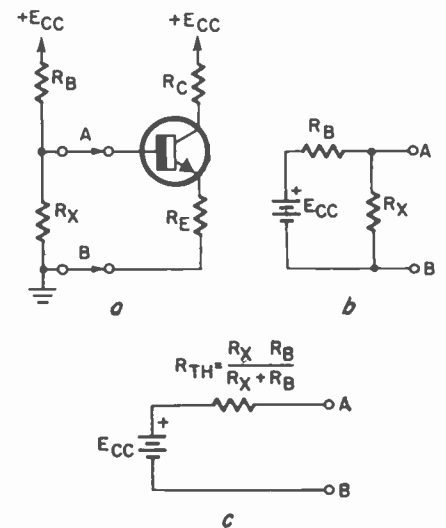 +ECC +ECC
RB RC
A
RX RE
B
a
RB
A
+
ECC RX
B
b
RTH= RX RB
RX + RB
A
+
ECC
B
c